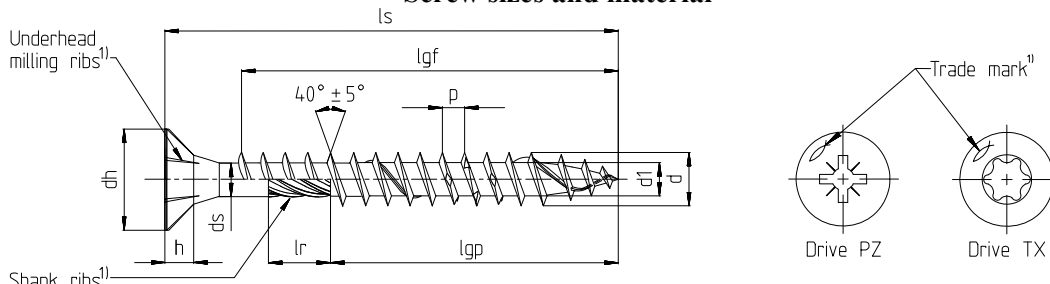 Screw sizes and material
ls
Underhead
milling ribs¹⁾
lgf
40° ± 5°
p
Trade mark¹⁾
dh
ds
d1
d
h
lr
lgp
Drive PZ
Drive TX
Shank ribs¹⁾